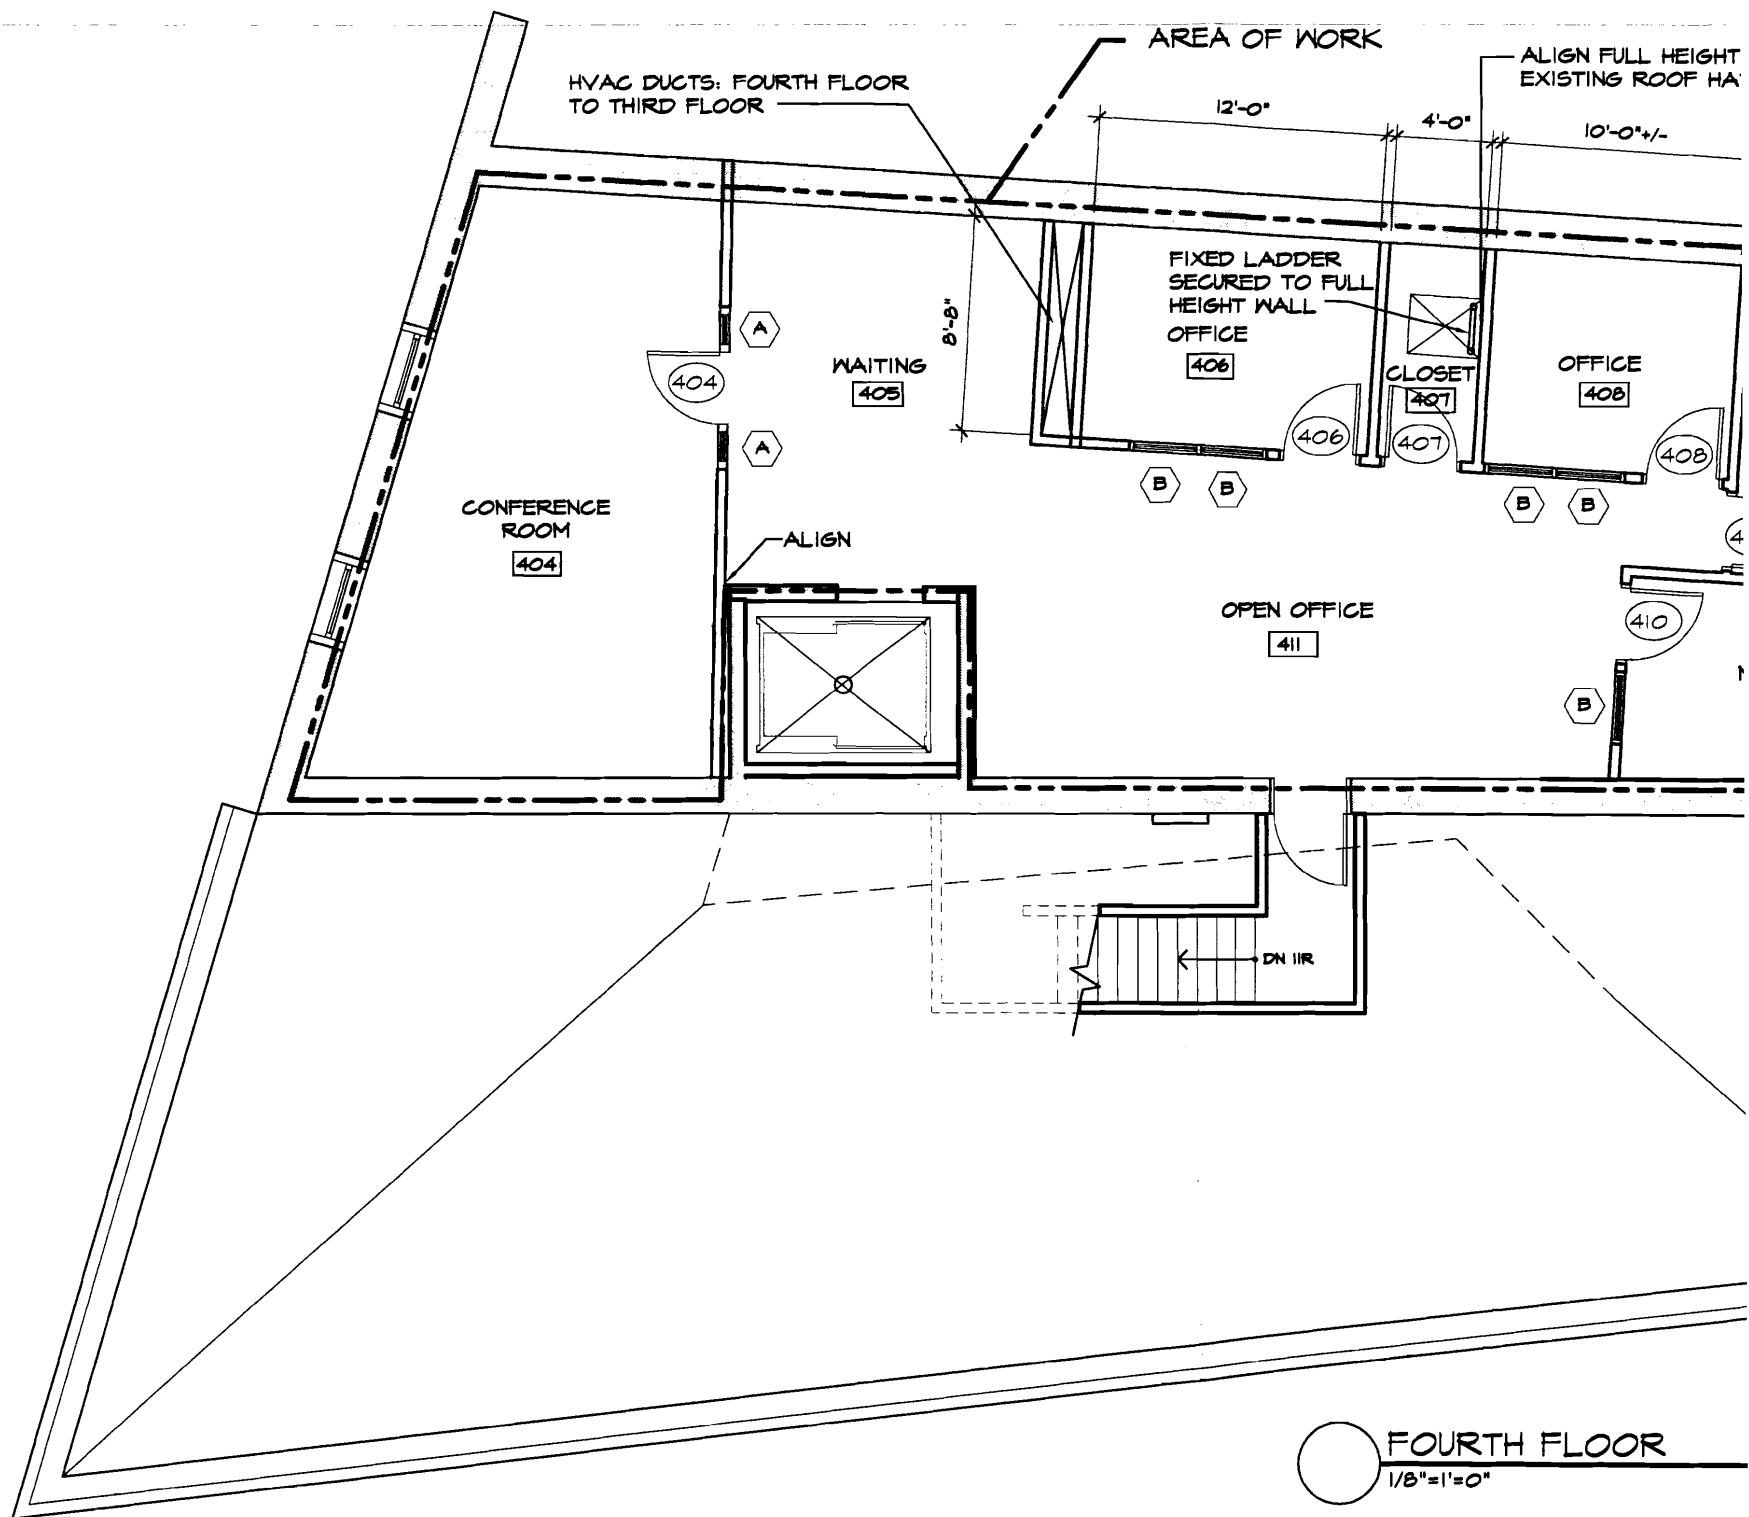 AREA OF WORK
ALIGN FULL HEIGHT
EXISTING ROOF
HVAC DUCTS: FOURTH FLOOR
TO THIRD FLOOR
12'-0"
4'-0"
10'-0"+/-
8'-8"
FIXED LADDER
SECURED TO FULL
HEIGHT WALL
OFFICE
406
A
404
WAITING
405
CLOSET
407
OFFICE
408
A
406
407
408
B
B
B
B
CONFERENCE
ROOM
404
ALIGN
OPEN OFFICE
411
410
B
DN 11R
FOURTH FLOOR
1/8"=1'=0"